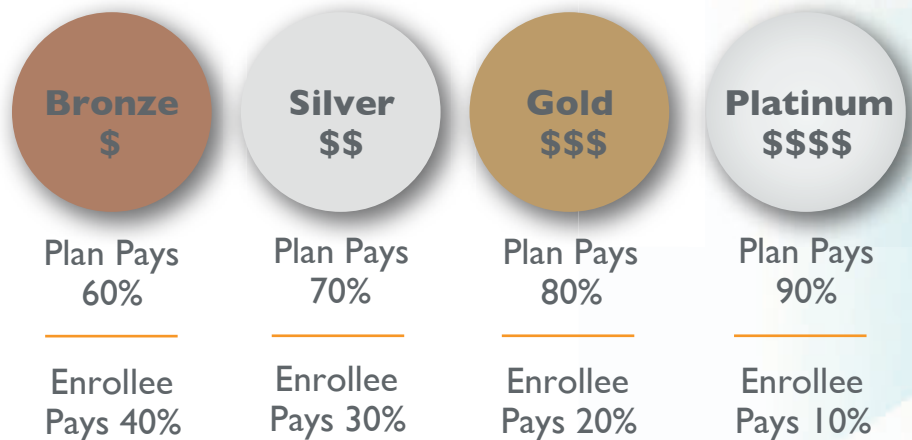 Bronze
$
Plan Pays
60%
Enrollee
Pays 40%
Silver
$$
Plan Pays
70%
Enrollee
Pays 30%
Gold
$$$
Plan Pays
80%
Enrollee
Pays 20%
Platinum
$$$$
Plan Pays
90%
Enrollee
Pays 10%